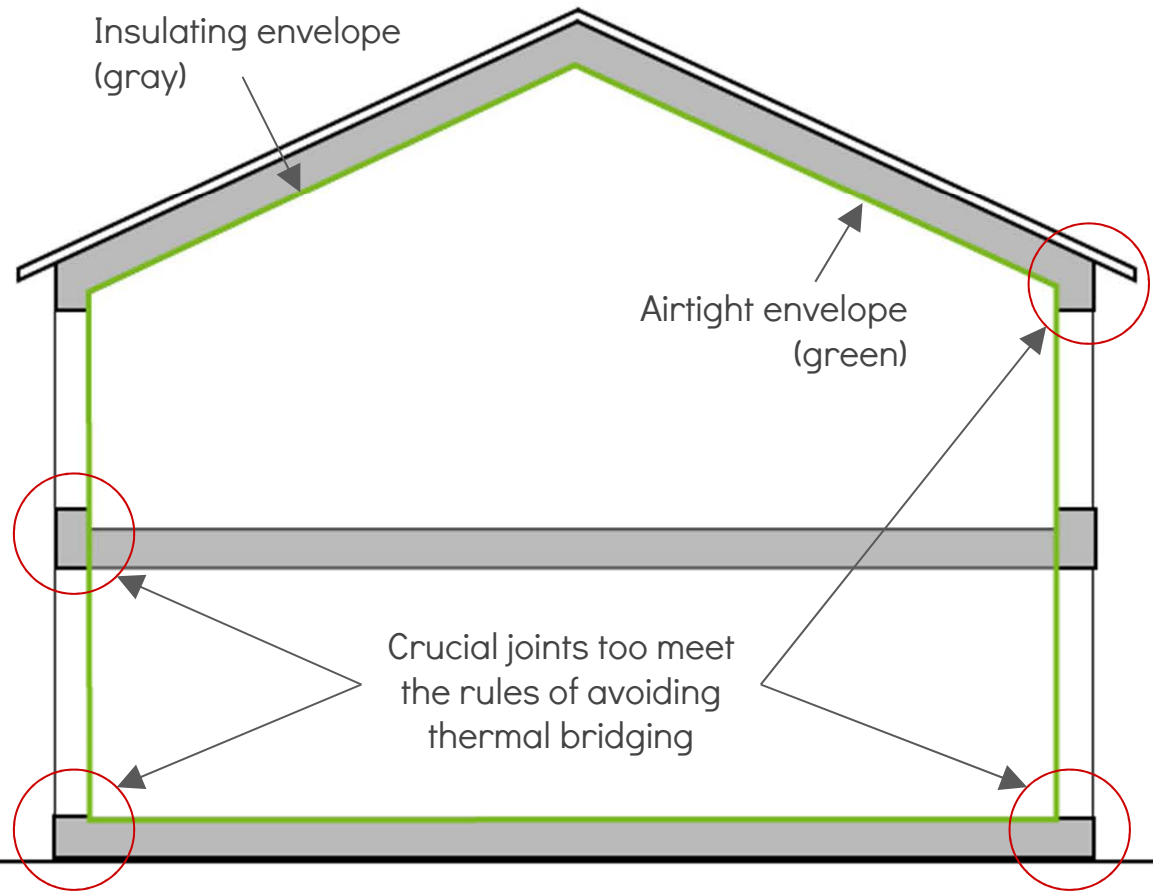 Insulating envelope
(gray)
Airtight envelope
(green)
Crucial joints too meet
the rules of avoiding
thermal bridging